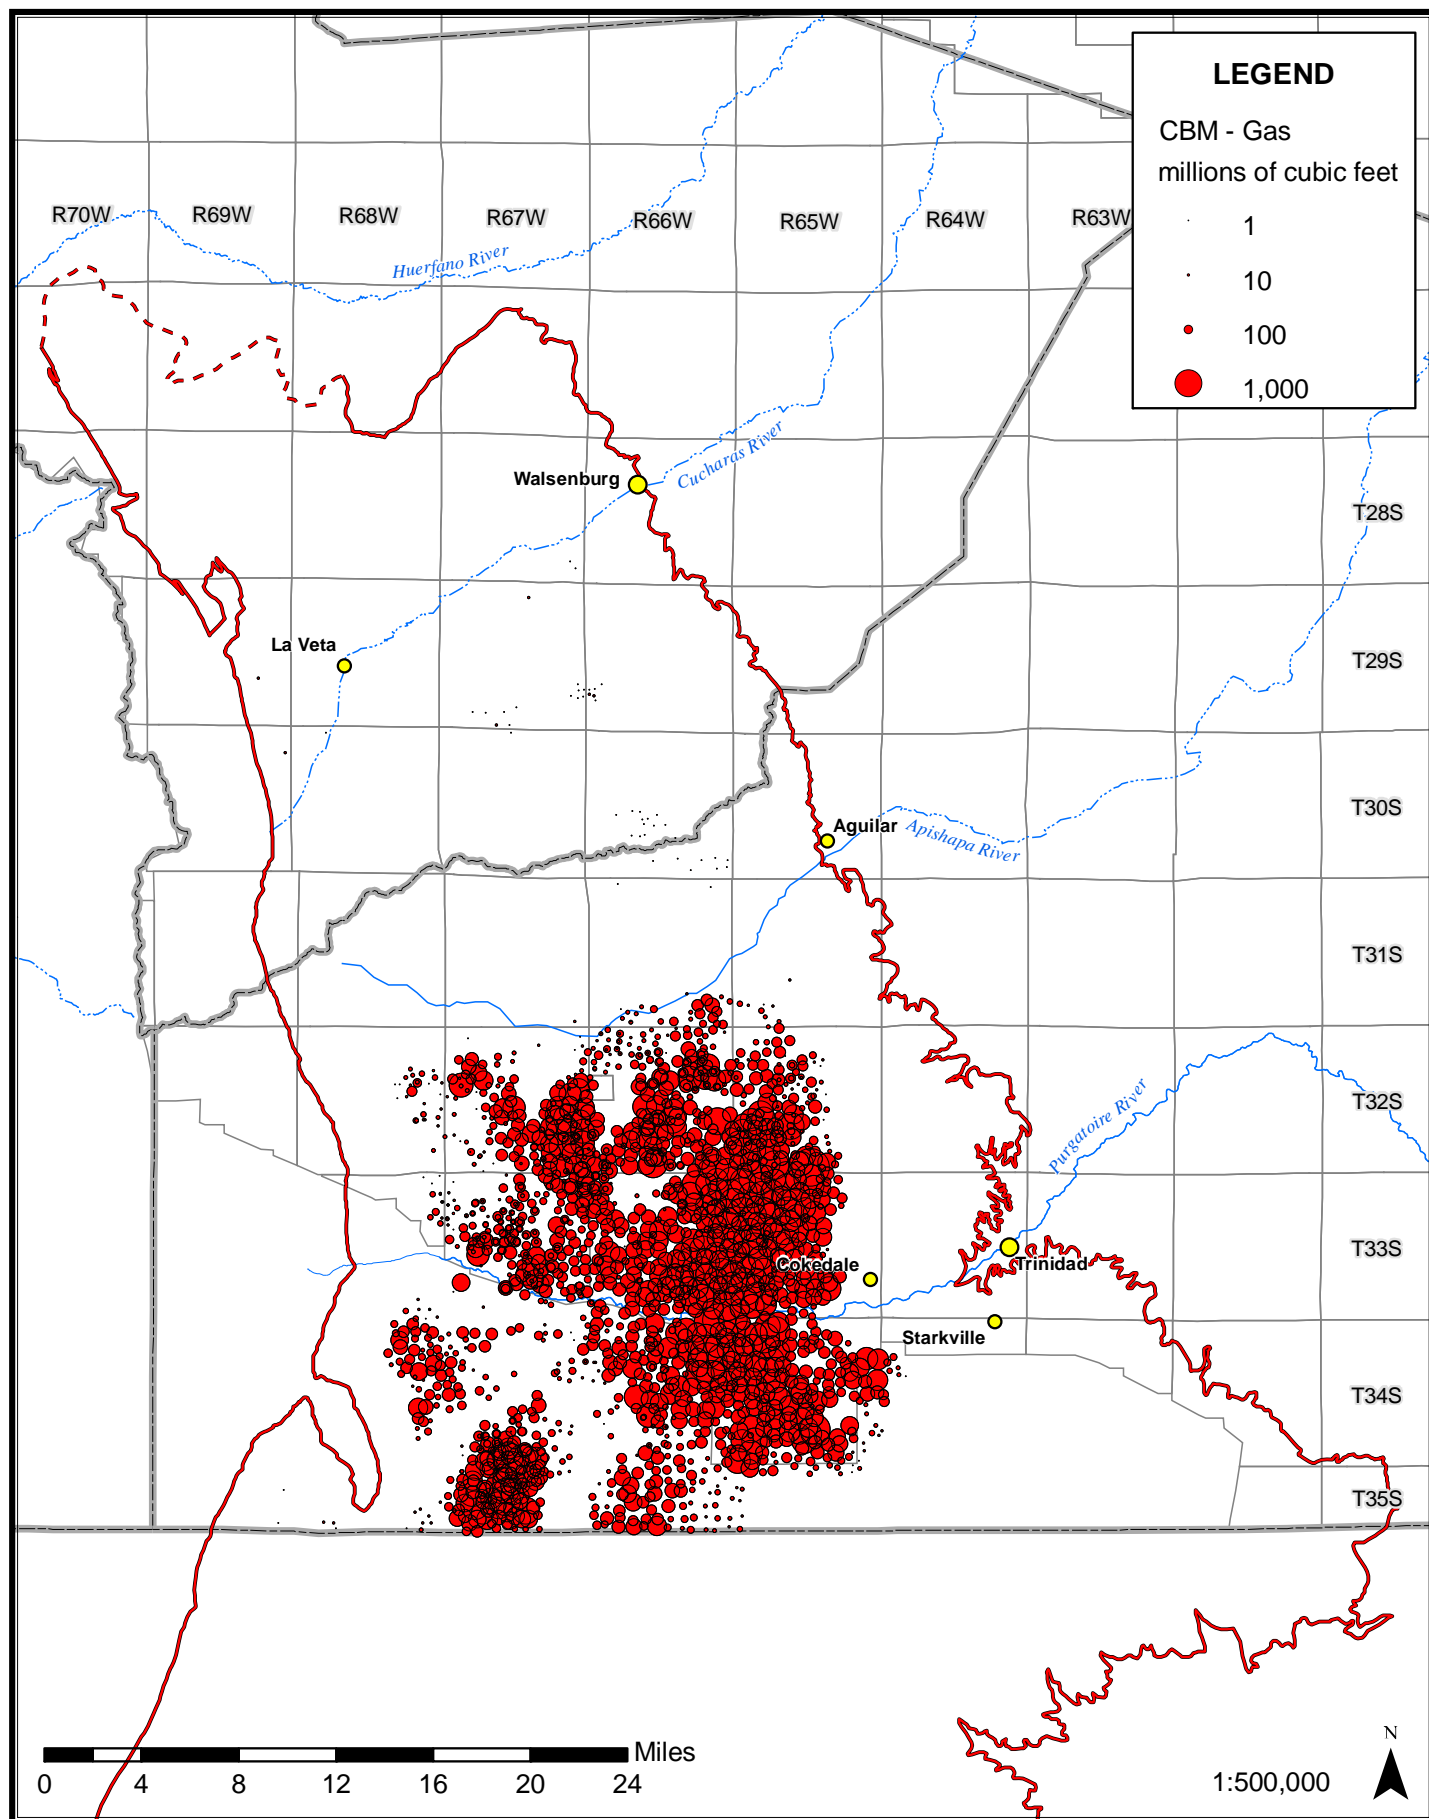 LEGEND
CBM - Gas
millions of cubic feet
1
10
100
1,000
R70W
R69W
R68W
R67W
R66W
R65W
R64W
R63W
Huerfano River
Walsenburg
Cucharas River
T28S
La Veta
T29S
Aguilar
Apishapa River
T30S
T31S
Purgatoire River
T32S
Cokedale
Trinidad
T33S
Starkville
T34S
T35S
Miles
0
4
8
12
16
20
24
1:500,000
N